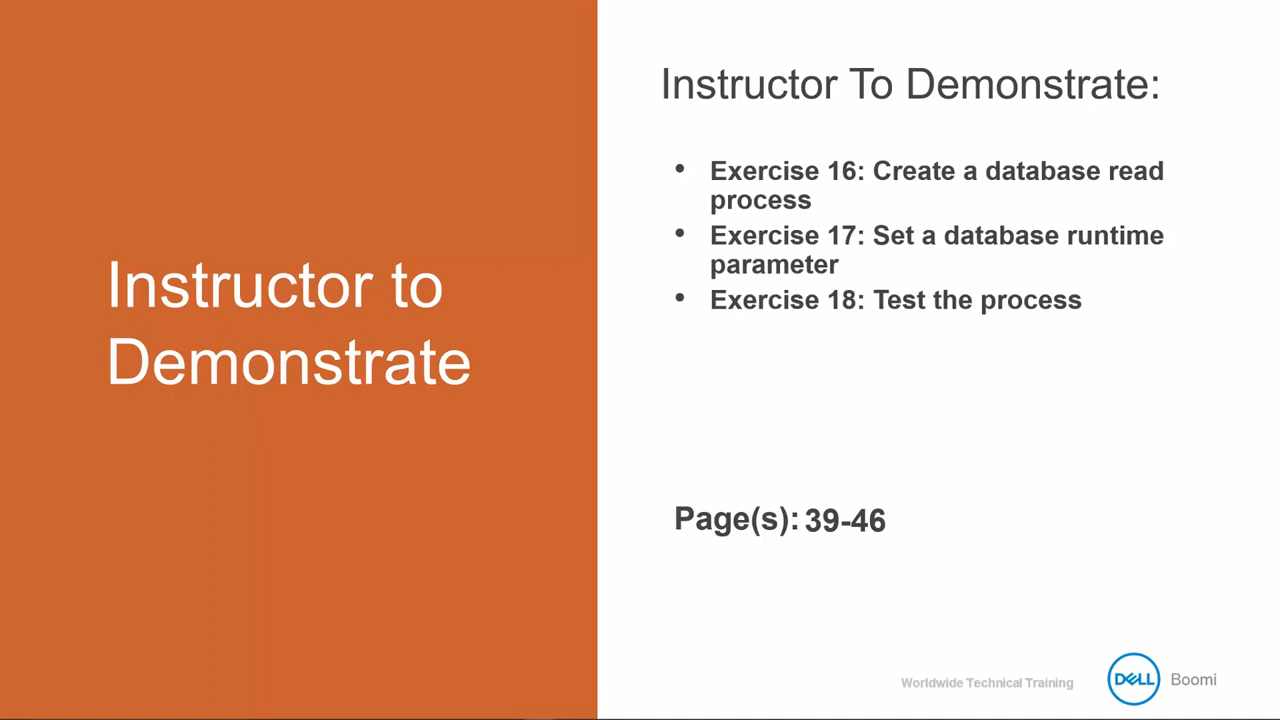 Instructor to
Demonstrate
Instructor To Demonstrate:
• Exercise 16: Create a database read
process
• Exercise 17: Set a database runtime
parameter
• Exercise 18: Test the process
Page(s): 39-46
Worldwide Technical Training
DELL Boomi